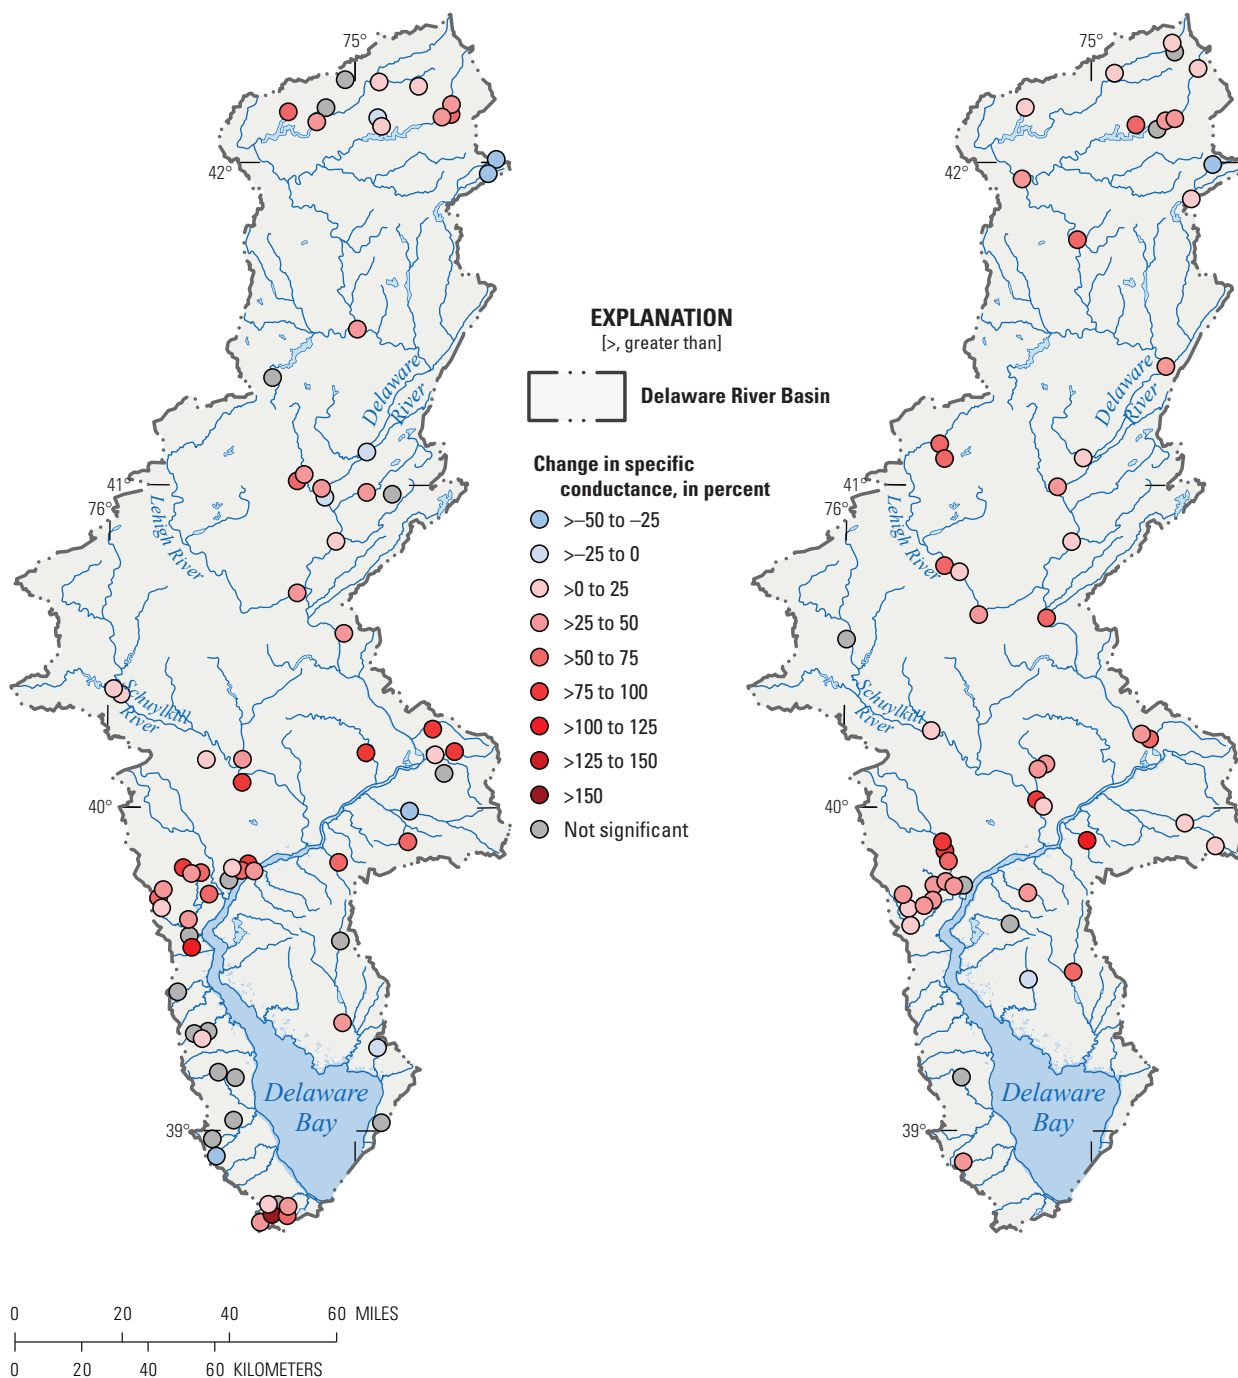 75°
42°
Delaware
River
41°
76°
Lehigh River
Schuylkill
River
40°
39°
Delaware
Bay
EXPLANATION
[>, greater than]
Delaware River Basin
Change in specific
conductance, in percent
>–50 to –25
>–25 to 0
>0 to 25
>25 to 50
>50 to 75
>75 to 100
>100 to 125
>125 to 150
>150
Not significant
75°
42°
Delaware
River
41°
76°
Lehigh River
Schuylkill
River
40°
39°
Delaware
Bay
0 20 40 60 MILES
0 20 40 60 KILOMETERS